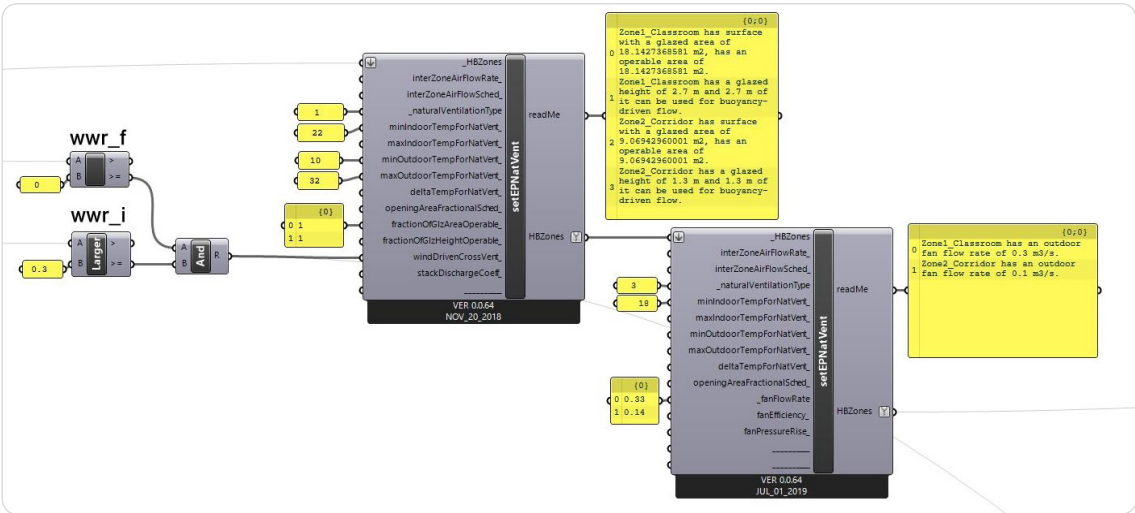 wwr_f
A
B
>
>=
0
wwr_i
A
B
Larger
>
>=
0.3
A
B
And
R
1
22
10
32
{0}
0 1
1 1
_HBZones
interZoneAirFlowRate_
interZoneAirFlowSched_
_naturalVentilationType
minIndoorTempForNatVent_
maxIndoorTempForNatVent_
minOutdoorTempForNatVent_
maxOutdoorTempForNatVent_
deltaTempForNatVent_
openingAreaFractionalSched_
fractionOfGlzAreaOperable_
fractionOfGlzHeightOperable_
windDrivenCrossVent_
stackDischargeCoeff_
__________
setEPNatVent
readMe
HBZones
VER 0.0.64
NOV_20_2018
{0;0}
0 Zone1_Classroom has surface
with a glazed area of
18.1427368581 m2, has an
operable area of
18.1427368581 m2.
1 Zone1_Classroom has a glazed
height of 2.7 m and 2.7 m of
it can be used for buoyancy-
driven flow.
2 Zone2_Corridor has surface
with a glazed area of
9.06942960001 m2, has an
operable area of
9.06942960001 m2.
3 Zone2_Corridor has a glazed
height of 1.3 m and 1.3 m of
it can be used for buoyancy-
driven flow.
3
18
{0}
0 0.33
1 0.14
_HBZones
interZoneAirFlowRate_
interZoneAirFlowSched_
_naturalVentilationType
minIndoorTempForNatVent_
maxIndoorTempForNatVent_
minOutdoorTempForNatVent_
maxOutdoorTempForNatVent_
deltaTempForNatVent_
openingAreaFractionalSched_
_fanFlowRate
fanEfficiency_
fanPressureRise_
__________
__________
setEPNatVent
readMe
HBZones
VER 0.0.64
JUL_01_2019
{0;0}
0 Zone1_Classroom has an outdoor
fan flow rate of 0.3 m3/s.
1 Zone2_Corridor has an outdoor
fan flow rate of 0.1 m3/s.